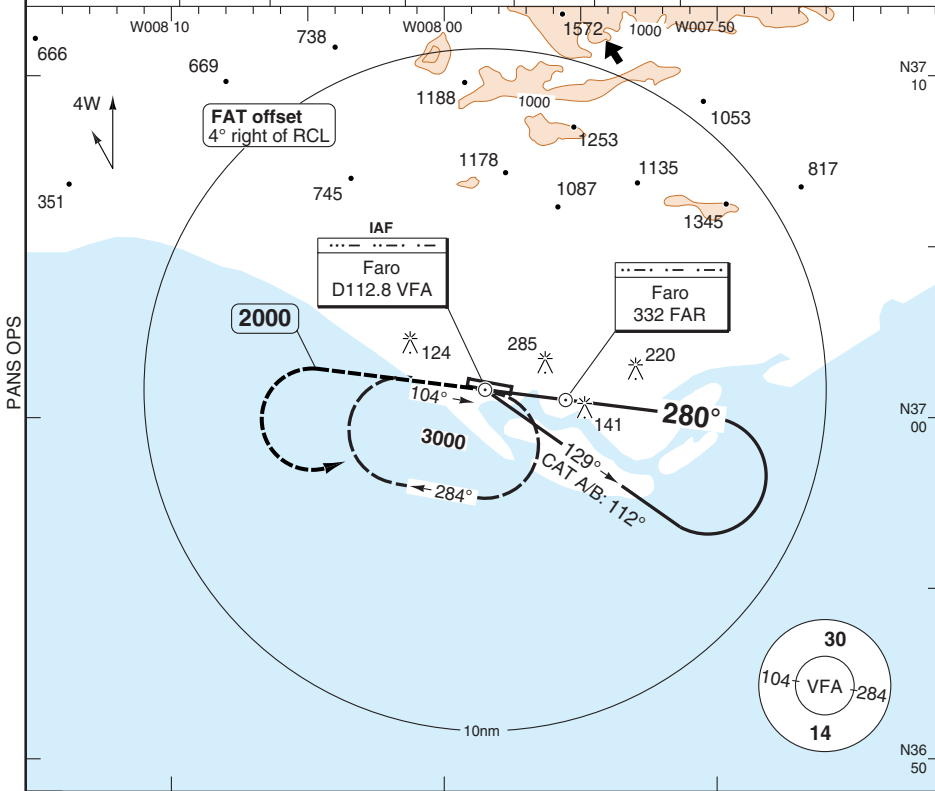 W008 10
W008 00
W007 50
1572
1000
738
666
669
N37
10
1188
1000
1053
4W
FAT offset
4° right of RCL
1253
1178
1135
817
351
745
1087
1345
IAF
Faro
D112.8 VFA
Faro
332 FAR
2000
124
285
220
PANS OPS
104°
141
280°
N37
00
3000
129°
CAT A/B: 112°
284°
30
104
VFA
284
14
10nm
N36
50